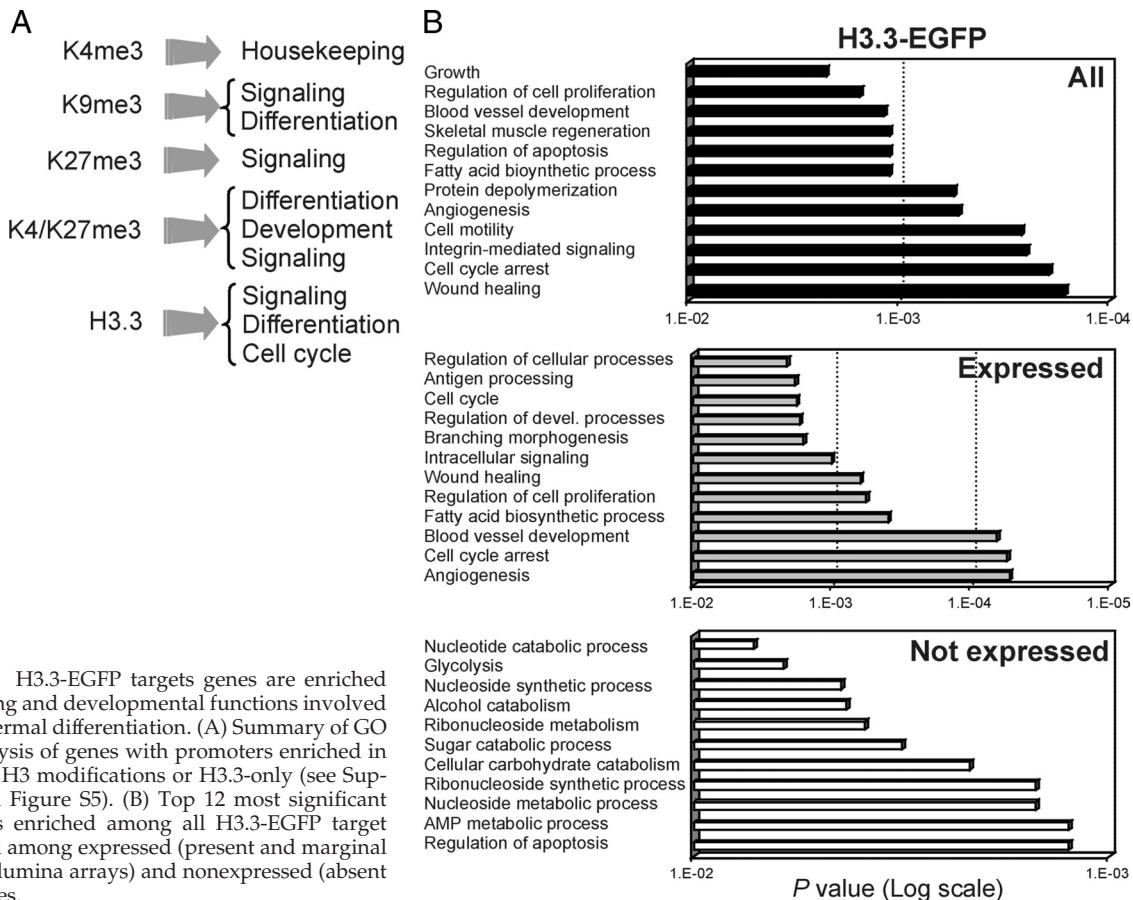 A
K4me3
Housekeeping
K9me3
Signaling
Differentiation
K27me3
Signaling
K4/K27me3
Differentiation
Development
Signaling
H3.3
Signaling
Differentiation
Cell cycle
B
H3.3-EGFP
All
Growth
Regulation of cell proliferation
Blood vessel development
Skeletal muscle regeneration
Regulation of apoptosis
Fatty acid bioynthetic process
Protein depolymerization
Angiogenesis
Cell motility
Integrin-mediated signaling
Cell cycle arrest
Wound healing
1.E-02 1.E-03 1.E-04
Expressed
Regulation of cellular processes
Antigen processing
Cell cycle
Regulation of devel. processes
Branching morphogenesis
Intracellular signaling
Wound healing
Regulation of cell proliferation
Fatty acid biosynthetic process
Blood vessel development
Cell cycle arrest
Angiogenesis
1.E-02 1.E-03 1.E-04 1.E-05
Not expressed
Nucleotide catabolic process
Glycolysis
Nucleoside synthetic process
Alcohol catabolism
Ribonucleoside metabolism
Sugar catabolic process
Cellular carbohydrate catabolism
Ribonucleoside synthetic process
Nucleoside metabolic process
AMP metabolic process
Regulation of apoptosis
1.E-02 1.E-03
P value (Log scale)
H3.3-EGFP targets genes are enriched
ng and developmental functions involved
ermal differentiation. (A) Summary of GO
ysis of genes with promoters enriched in
H3 modifications or H3.3-only (see Sup-
Figure S5). (B) Top 12 most significant
s enriched among all H3.3-EGFP target
among expressed (present and marginal
lumina arrays) and nonexpressed (absent
es.